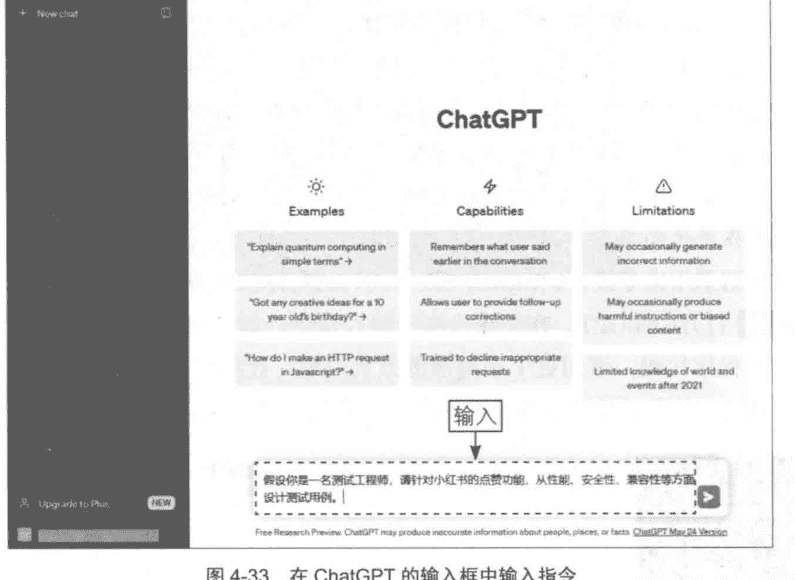 New chat
ChatGPT
Examples
"Explain quantum computing in
simple terms" →
"Got any creative ideas for a 10
year old's birthday?" →
"How do I make an HTTP request
in Javascript?" →
Capabilities
Remembers what user said
earlier in the conversation
Allows user to provide follow-up
corrections
Trained to decline inappropriate
requests
Limitations
May occasionally generate
incorrect information
May occasionally produce
harmful instructions or biased
content
Limited knowledge of world and
events after 2021
输入
假设你是一名测试工程师，请针对小红书的点赞功能，从性能、安全性、兼容性等方面
设计测试用例。
Upgrade to Plus
NEW
Free Research Preview. ChatGPT may produce inaccurate information about people, places, or facts. ChatGPT May 24 Version
图 4-33 在 ChatGPT 的输入框中输入指令